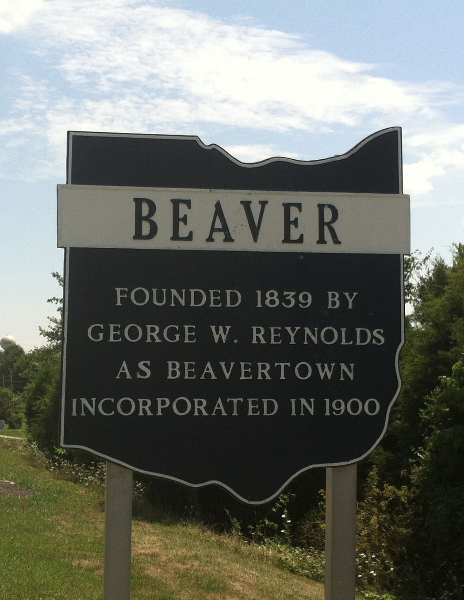 BEAVER
FOUNDED 1839 BY
GEORGE W. REYNOLDS
AS BEAVERTOWN
INCORPORATED IN 1900